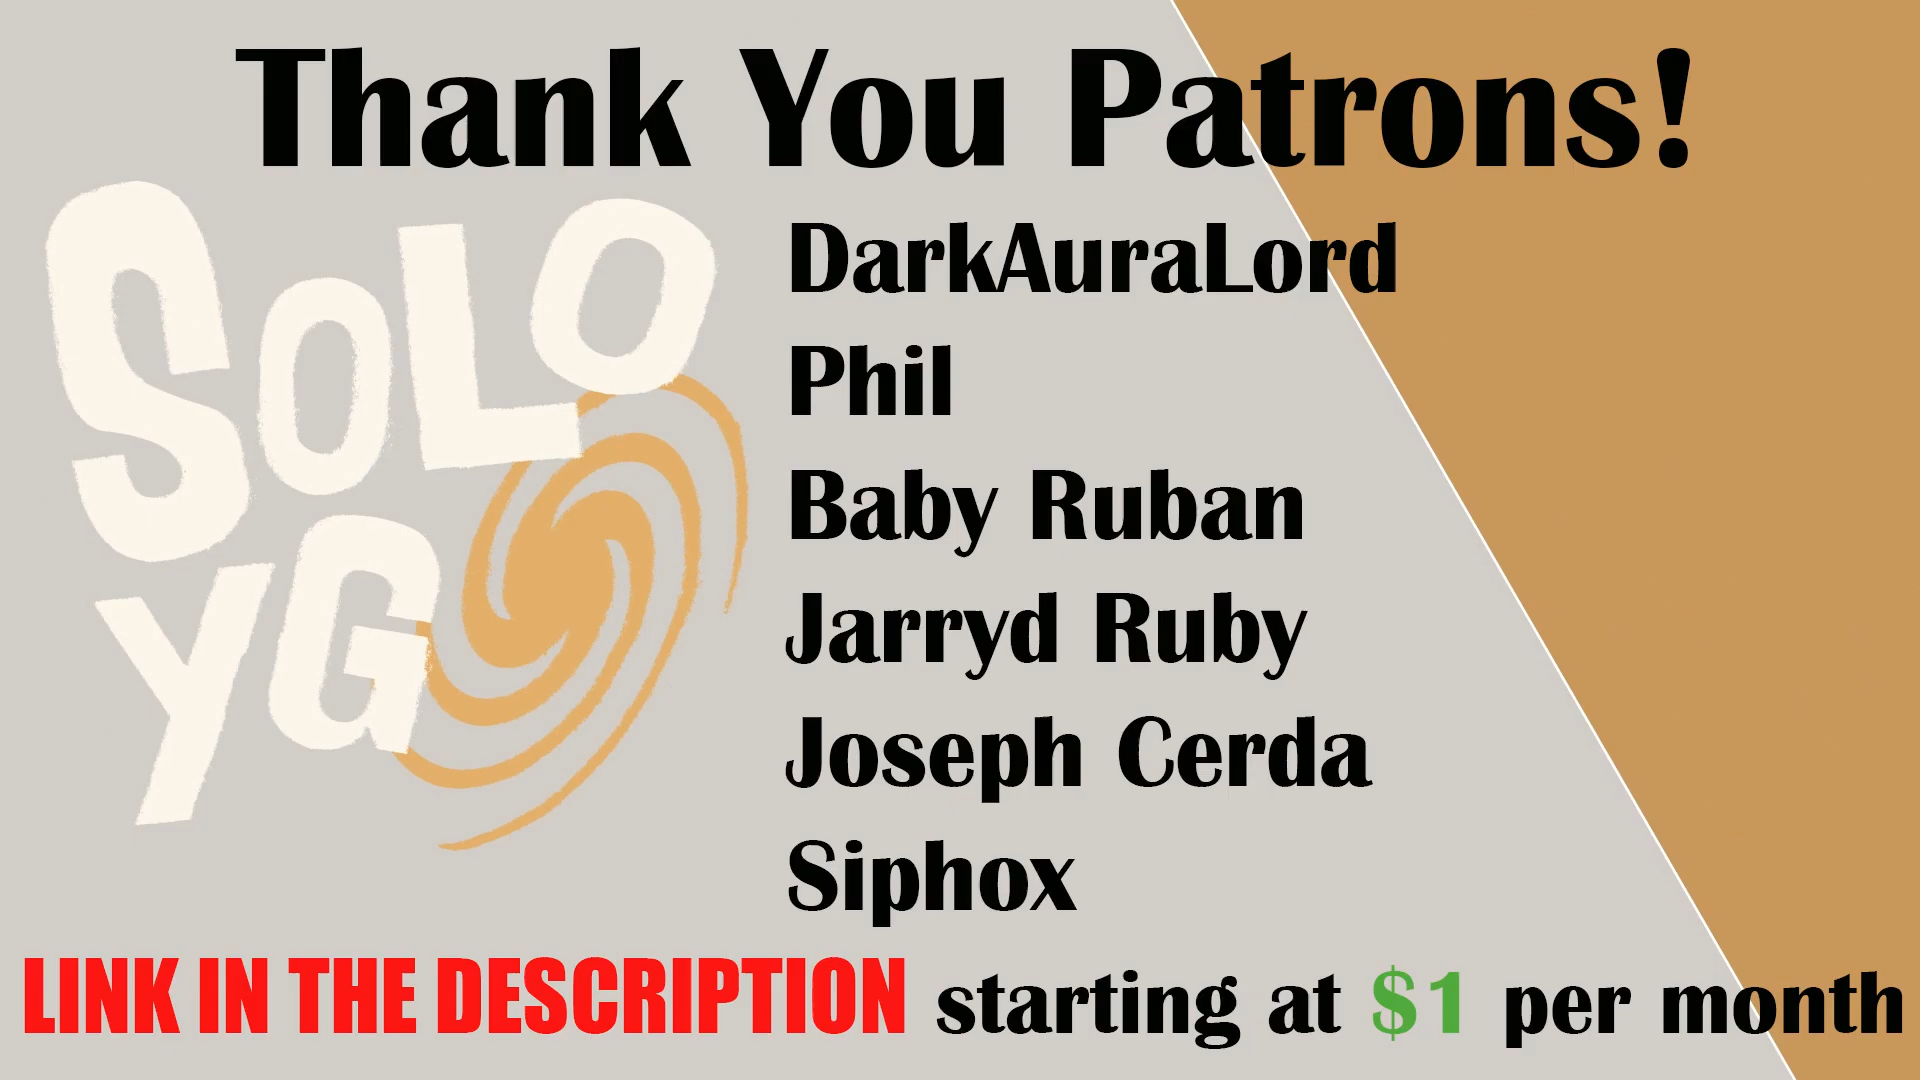 Thank You Patrons!
SOLO
YG
DarkAuraLord
Phil
Baby Ruban
Jarryd Ruby
Joseph Cerda
Siphox
LINK IN THE DESCRIPTION starting at $1 per month